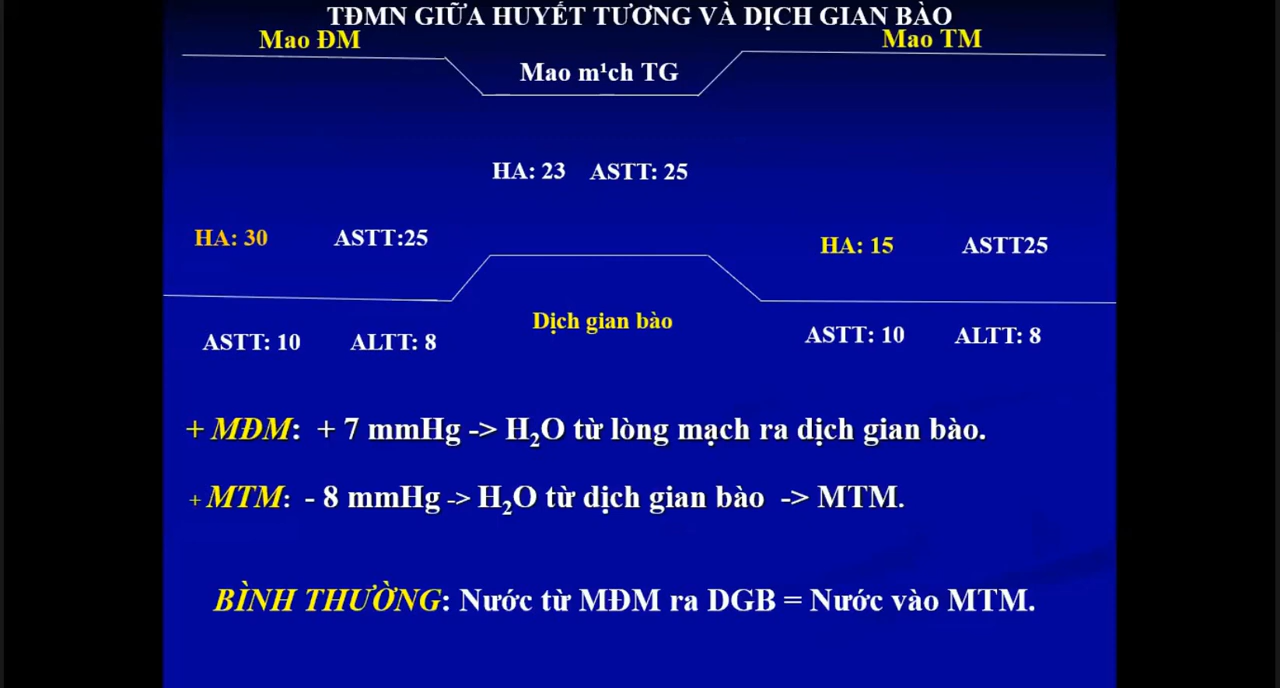 TĐMN GIỮA HUYẾT TƯƠNG VÀ DỊCH GIAN BÀO
Mao ĐM
Mao TM
Mao m¹ch TG
HA: 23 ASTT: 25
HA: 30 ASTT:25
HA: 15 ASTT25
Dịch gian bào
ASTT: 10 ALTT: 8
ASTT: 10 ALTT: 8
+ MĐM: + 7 mmHg -> H₂O từ lòng mạch ra dịch gian bào.
+ MTM: - 8 mmHg -> H₂O từ dịch gian bào -> MTM.
BÌNH THƯỜNG: Nước từ MĐM ra DGB = Nước vào MTM.